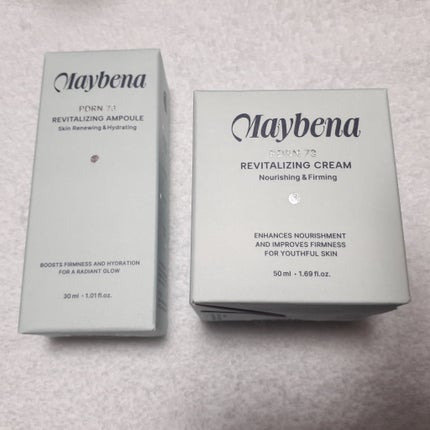 Maybena
PDRN 73
REVITALIZING AMPOULE
Skin Renewing & Hydrating
BOOSTS FIRMNESS AND HYDRATION
FOR A RADIANT GLOW
30 ml • 1.01 fl.oz.
Maybena
PDRN 73
REVITALIZING CREAM
Nourishing & Firming
ENHANCES NOURISHMENT
AND IMPROVES FIRMNESS
FOR YOUTHFUL SKIN
50 ml • 1.69 fl.oz.